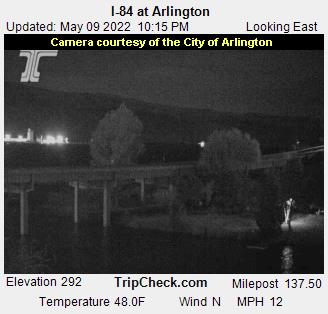 I-84 at Arlington
Updated: May 09 2022 10:15 PM Looking East
Camera courtesy of the City of Arlington
Elevation 292 TripCheck.com Milepost 137.50
Temperature 48.0F Wind N MPH 12